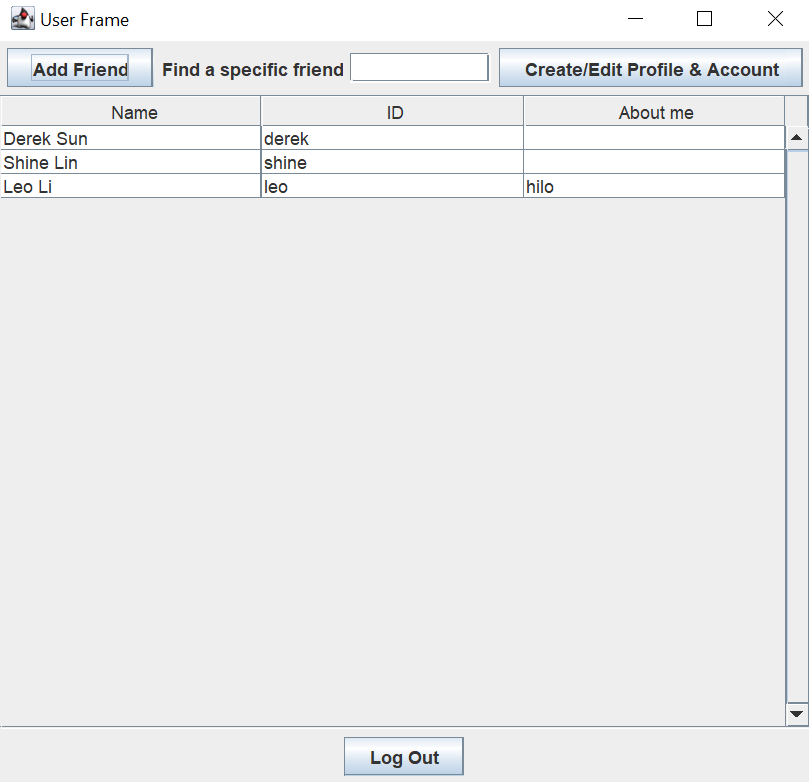 User Frame
Add Friend Find a specific friend Create/Edit Profile & Account
Name ID About me
Derek Sun derek
Shine Lin shine
Leo Li leo hilo
Log Out